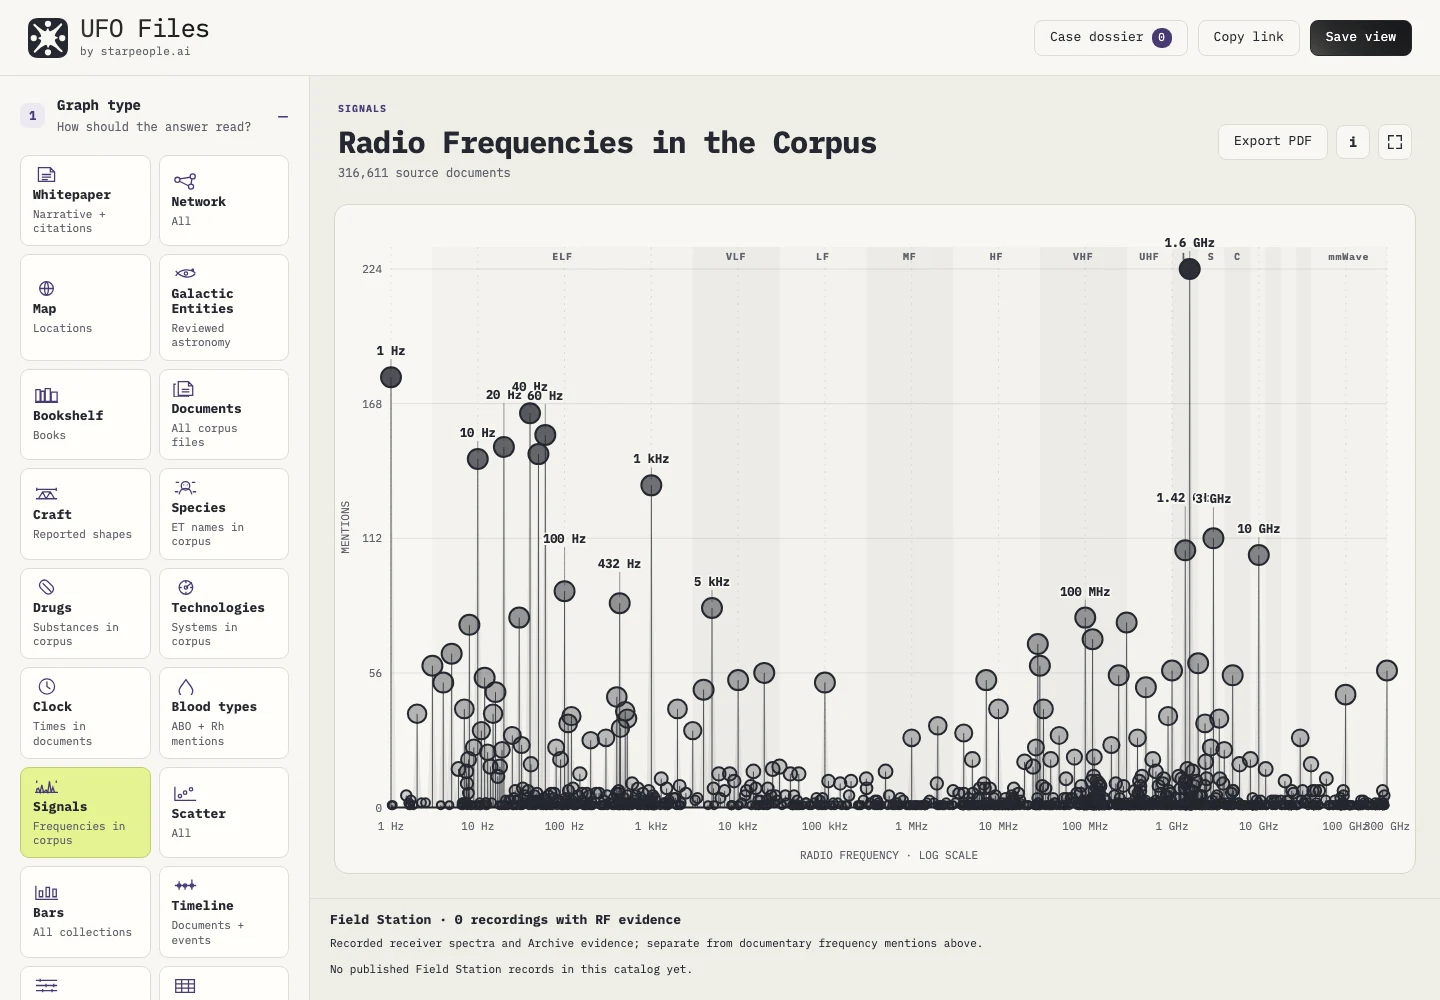 UFO Files
by starpeople.ai
Case dossier 0
Copy link
Save view
1
Graph type
How should the answer read?
Whitepaper
Narrative +
citations
Network
All
Map
Locations
Galactic
Entities
Reviewed
astronomy
Bookshelf
Books
Documents
All corpus
files
Craft
Reported shapes
Species
ET names in
corpus
Drugs
Substances in
corpus
Technologies
Systems in
corpus
Clock
Times in
documents
Blood types
ABO + Rh
mentions
Signals
Frequencies in
corpus
Scatter
All
Bars
All collections
Timeline
Documents +
events
SIGNALS
Radio Frequencies in the Corpus
316,611 source documents
Export PDF
i
1.6 GHz
ELF VLF LF MF HF VHF UHF L S C mmWave
224
1 Hz
40 Hz
20 Hz 60 Hz
168
10 Hz
1 kHz
1.42 3 GHz
10 GHz
112
100 Hz
432 Hz
5 kHz
100 MHz
56
0
MENTIONS
1 Hz 10 Hz 100 Hz 1 kHz 10 kHz 100 kHz 1 MHz 10 MHz 100 MHz 1 GHz 10 GHz 100 GHz 300 GHz
RADIO FREQUENCY · LOG SCALE
Field Station · 0 recordings with RF evidence
Recorded receiver spectra and Archive evidence; separate from documentary frequency mentions above.
No published Field Station records in this catalog yet.